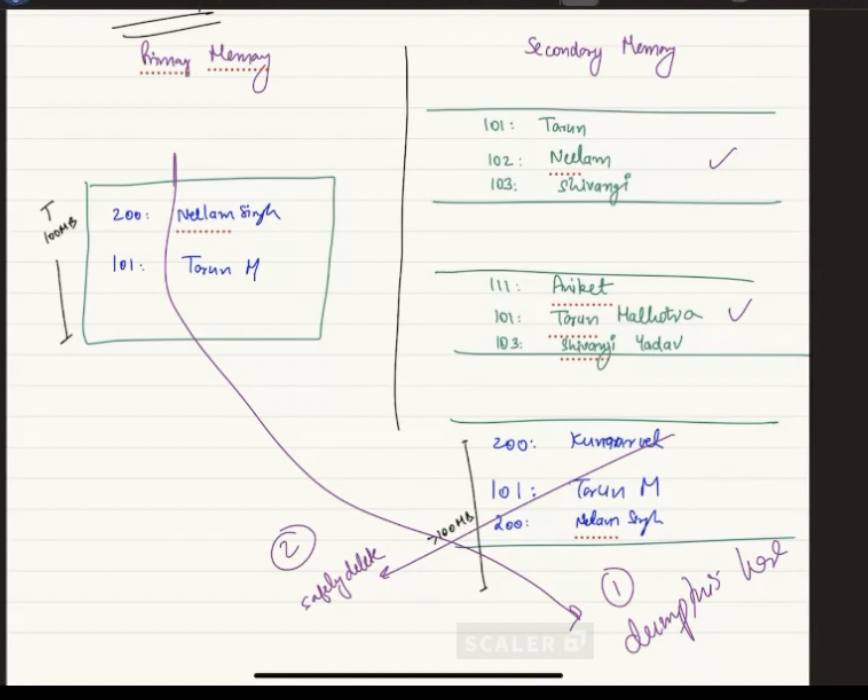 Primary Memory
Secondary Memory
101: Tarun
102: Neelam
103: Shivangi
T
100MB
200: Neelam Singh
101: Tarun M
111: Aniket
101: Tarun Malhotra
103: Shivangi Yadav
200:
101: Tarun M
200: Neelam Singh
>100MB
2
safely delete
1
dump this here
SCALER